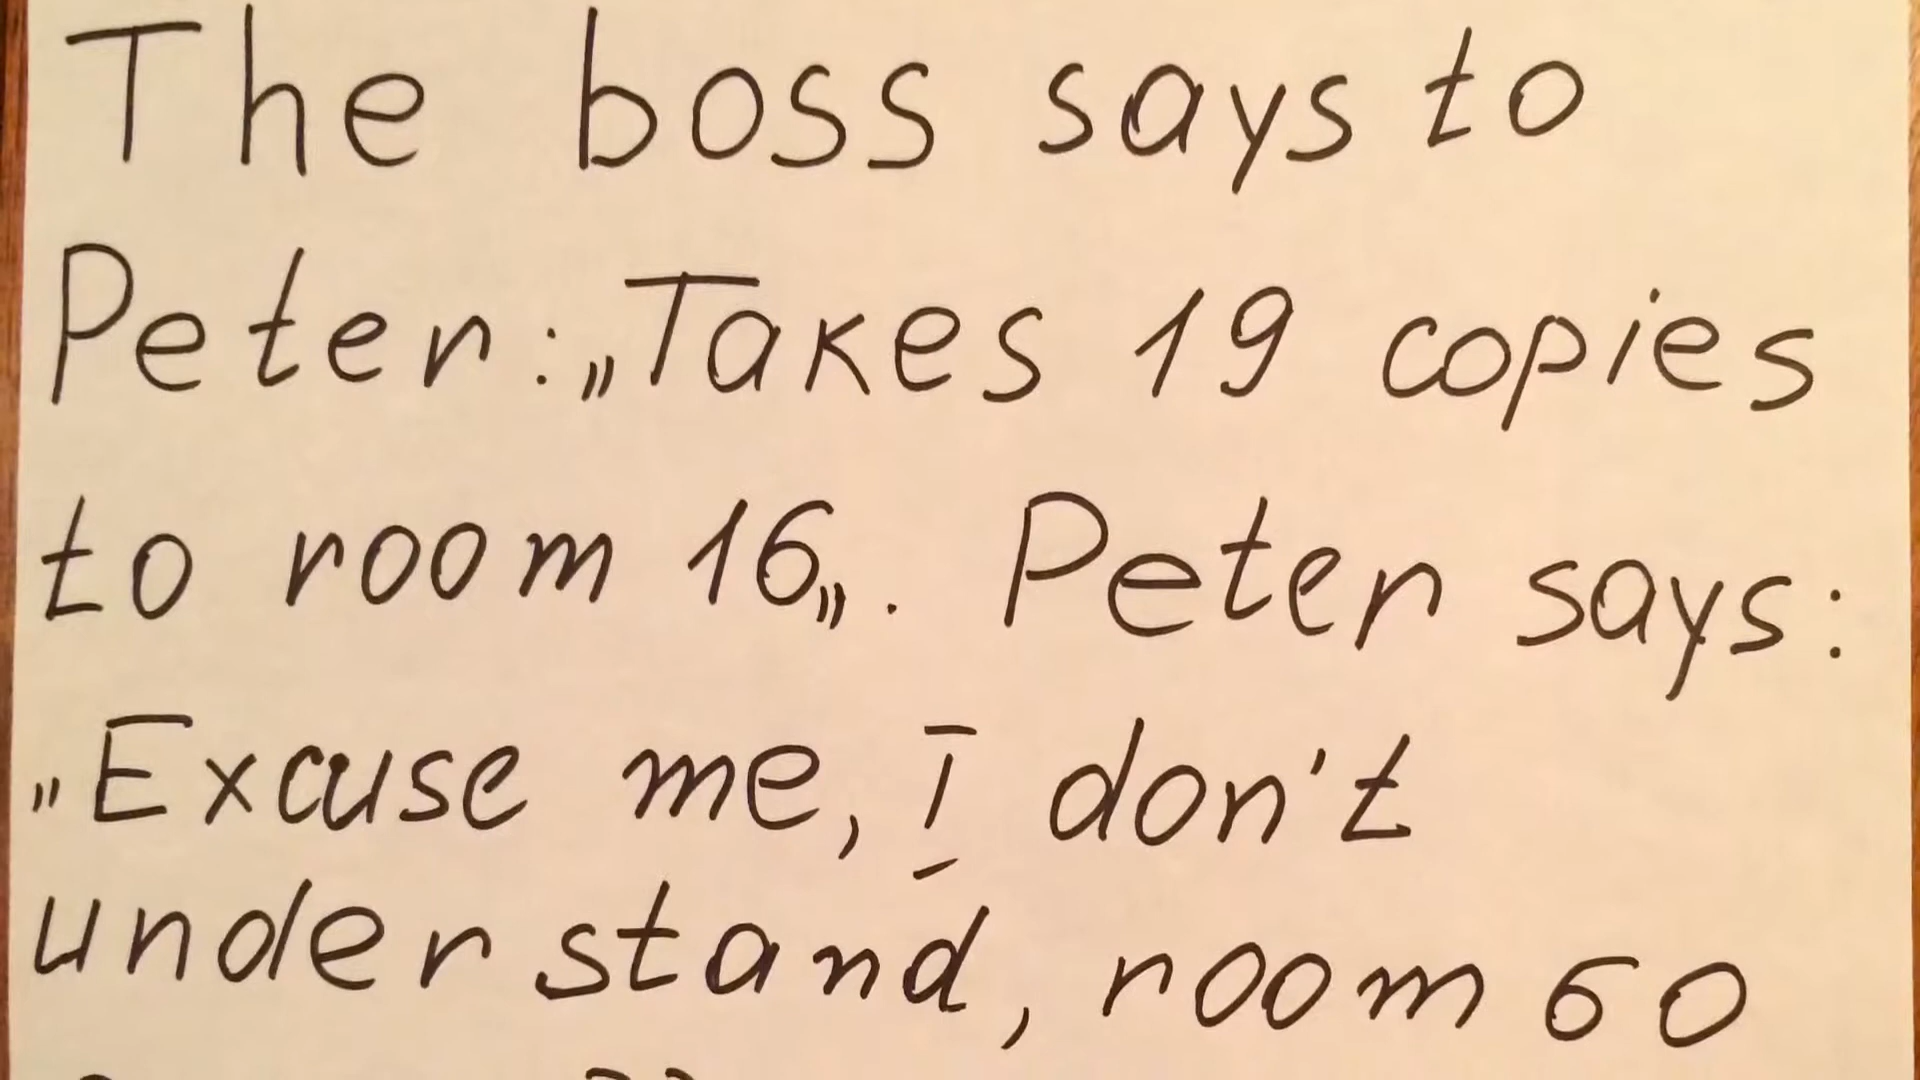 The boss says to
Peter: „Takes 19 copies
to room 16„. Peter says:
„Excuse me, I don't
understand, room 60